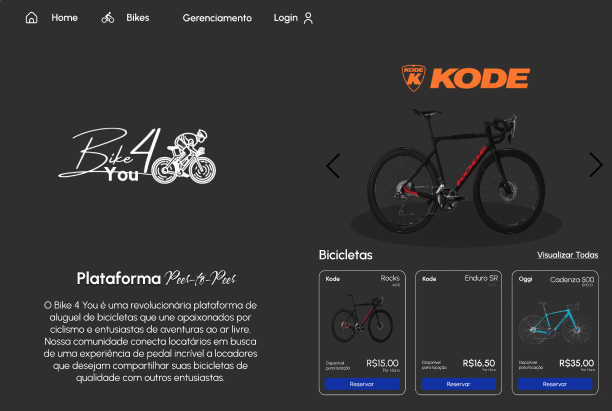 Home
Bikes
Gerenciamento
Login
KODE
KODE
Bike 4
You
KODE
Plataforma Peer-to-Peer
O Bike 4 You é uma revolucionária plataforma de
aluguel de bicicletas que une apaixonados por
ciclismo e entusiastas de aventuras ao ar livre.
Nossa comunidade conecta locatários em busca
de uma experiência de pedal incrível a locadores
que desejam compartilhar suas bicicletas de
qualidade com outros entusiastas.
Bicicletas
Visualizar Todas
Kode
Rocks
Disponível
para locação
R$15,00
Por Hora
Reservar
Kode
Enduro SR
Disponível
para locação
R$16,50
Por Hora
Reservar
Oggi
Cadenza 500
SPEED
Disponível
para locação
R$35,00
Por Hora
Reservar